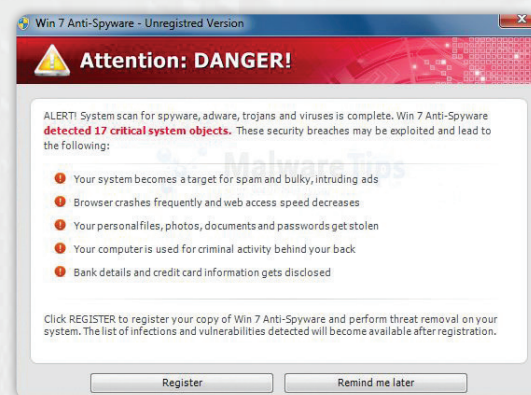 Win 7 Anti-Spyware - Unregistred Version
Attention: DANGER!
ALERT! System scan for spyware, adware, trojans and viruses is complete. Win 7 Anti-Spyware
detected 17 critical system objects. These security breaches may be exploited and lead to
the following:
MalwareTips
Your system becomes a target for spam and bulky, intruding ads
Browser crashes frequently and web access speed decreases
Your personal files, photos, documents and passwords get stolen
Your computer is used for criminal activity behind your back
Bank details and credit card information gets disclosed
Click REGISTER to register your copy of Win 7 Anti-Spyware and perform threat removal on your
system. The list of infections and vulnerabilities detected will become available after registration.
Register
Remind me later